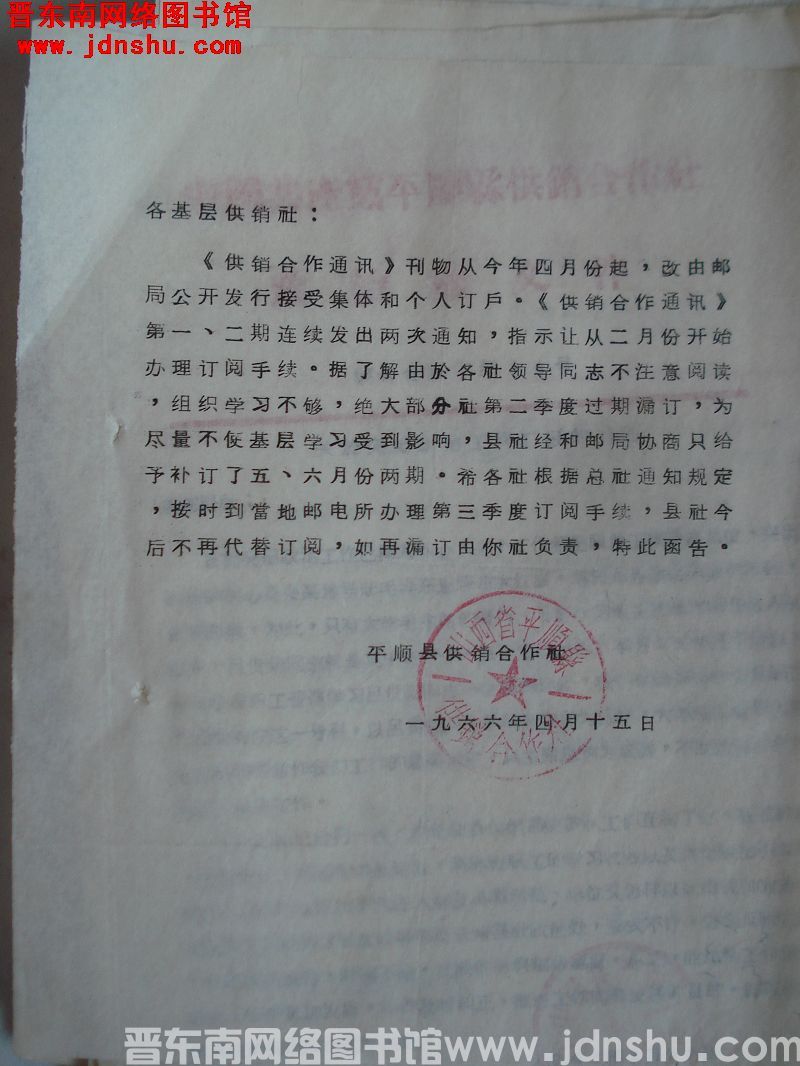 晋东南网络图书馆
www.jdnshu.com
各基层供销社：
《供销合作通讯》刊物从今年四月份起，改由邮
局公开发行接受集体和个人订戶。《供销合作通讯》
第一、二期连续发出两次通知，指示让从二月份开始
办理订阅手续。据了解由於各社领导同志不注意阅读
，组织学习不够，绝大部分社第二季度过期漏订，为
尽量不使基层学习受到影响，县社经和邮局协商只给
予补订了五、六月份两期。希各社根据总社通知规定
，按时到當地邮电所办理第三季度订阅手续，县社今
后不再代替订阅，如再漏订由你社负责，特此函告。
山西省平顺县
平顺县供销合作社
一九六六年四月十五日
供销合作社
晋东南网络图书馆www.jdnshu.com